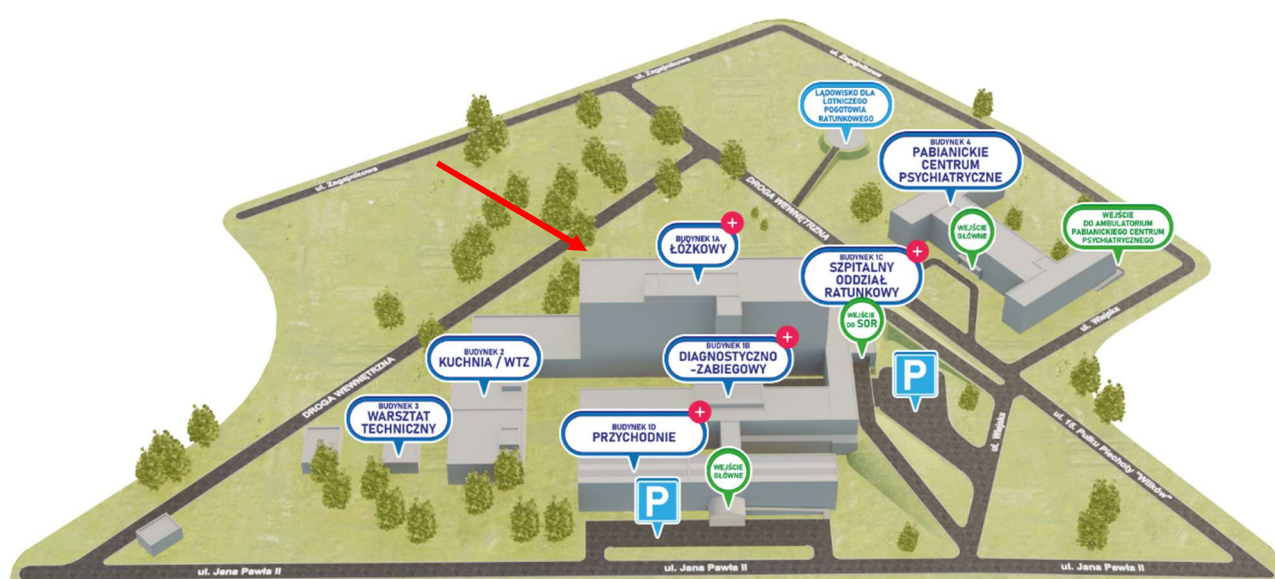 ul. Zagajnikowa
ul. Zagajnikowa
ul. Zagajnikowa
LĄDOWISKO DLA
LOTNICZEGO
POGOTOWIA
RATUNKOWEGO
BUDYNEK 4
PABIANICKIE
CENTRUM
PSYCHIATRYCZNE
WEJŚCIE
GŁÓWNE
WEJŚCIE
DO AMBULATORIUM
PABIANICKIEGO CENTRUM
PSYCHIATRYCZNEGO
DROGA WEWNĘTRZNA
BUDYNEK 1A
ŁÓŻKOWY
BUDYNEK 1C
SZPITALNY
ODDZIAŁ
RATUNKOWY
WEJŚCIE
DO SOR
ul. Wiejska
BUDYNEK 2
KUCHNIA / WTZ
BUDYNEK 1B
DIAGNOSTYCZNO
-ZABIEGOWY
P
DROGA WEWNĘTRZNA
BUDYNEK 3
WARSZTAT
TECHNICZNY
BUDYNEK 1D
PRZYCHODNIE
ul. Wiejska
ul. 15. Pułku Piechoty "Wilków"
WEJŚCIE
GŁÓWNE
P
ul. Jana Pawła II
ul. Jana Pawła II
ul. Jana Pawła II